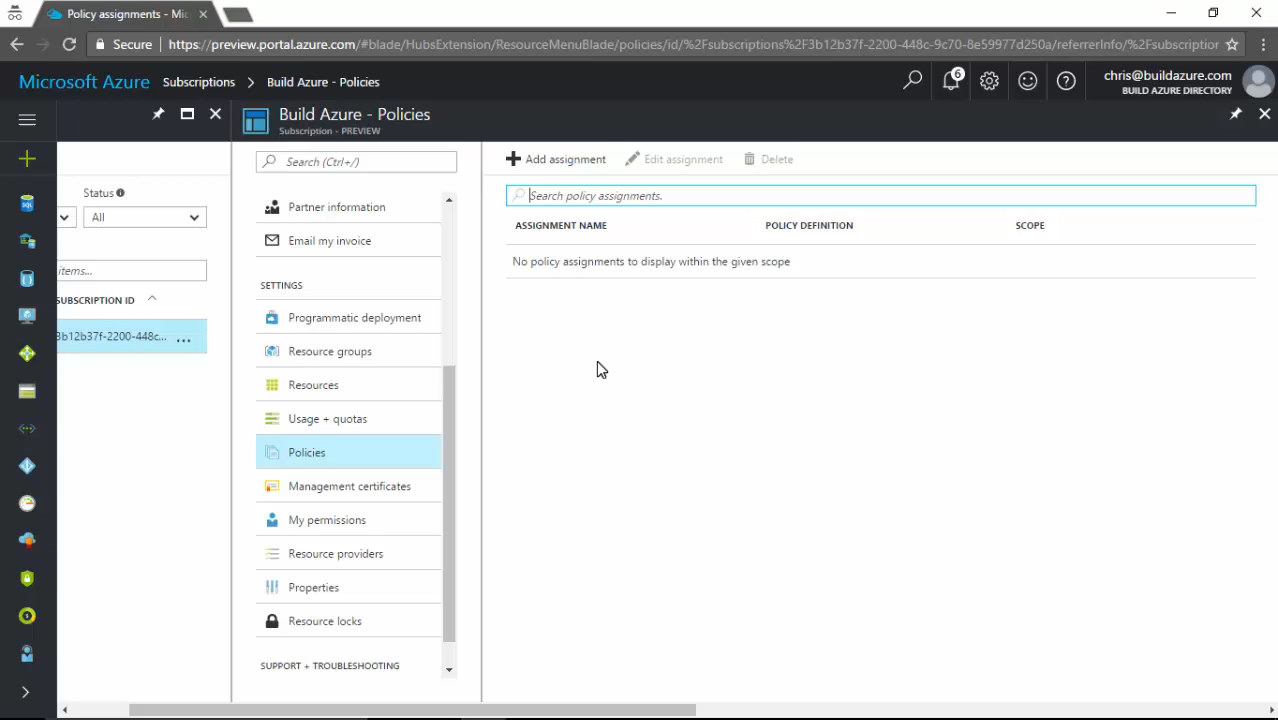 Policy assignments - Mic
Secure
https://preview.portal.azure.com/#blade/HubsExtension/ResourceMenuBlade/policies/id/%2Fsubscriptions%2F3b12b37f-2200-448c-9c70-8e59977d250a/referrerInfo/%2Fsubscription
Microsoft Azure Subscriptions > Build Azure - Policies
6
chris@buildazure.com
BUILD AZURE DIRECTORY
Build Azure - Policies
Subscription - PREVIEW
Status
All
items...
SUBSCRIPTION ID
3b12b37f-2200-448c... ...
Search (Ctrl+/)
Partner information
Email my invoice
SETTINGS
Programmatic deployment
Resource groups
Resources
Usage + quotas
Policies
Management certificates
My permissions
Resource providers
Properties
Resource locks
SUPPORT + TROUBLESHOOTING
Add assignment Edit assignment Delete
Search policy assignments.
ASSIGNMENT NAME POLICY DEFINITION SCOPE
No policy assignments to display within the given scope